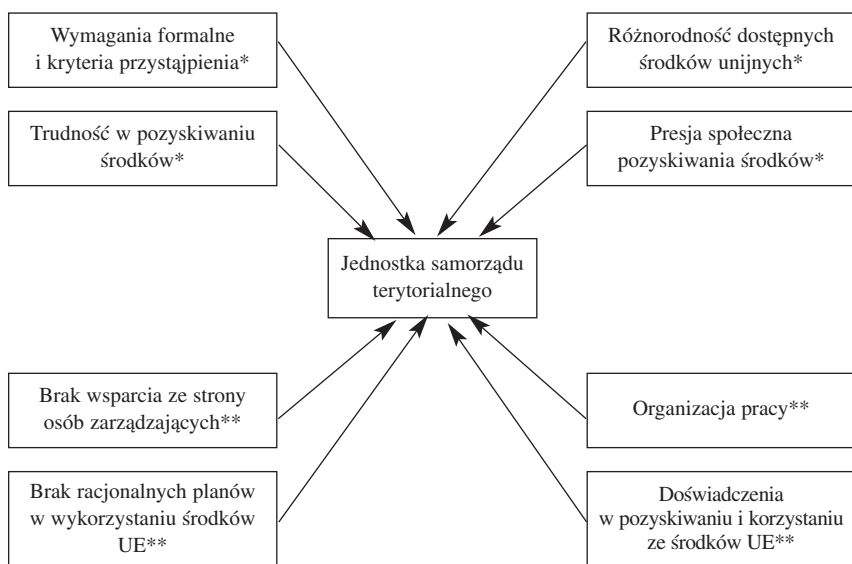 Wymagania formalne
i kryteria przystąjpienia*
Różnorodność dostępnych
środków unijnych*
Trudność w pozyskiwaniu
środków*
Presja społeczna
pozyskiwania środków*
Jednostka samorządu
terytorialnego
Brak wsparcia ze strony
osób zarządzających**
Organizacja pracy**
Brak racjonalnych planów
w wykorzystaniu środków
UE**
Doświadczenia
w pozyskiwaniu i korzystaniu
ze środków UE**